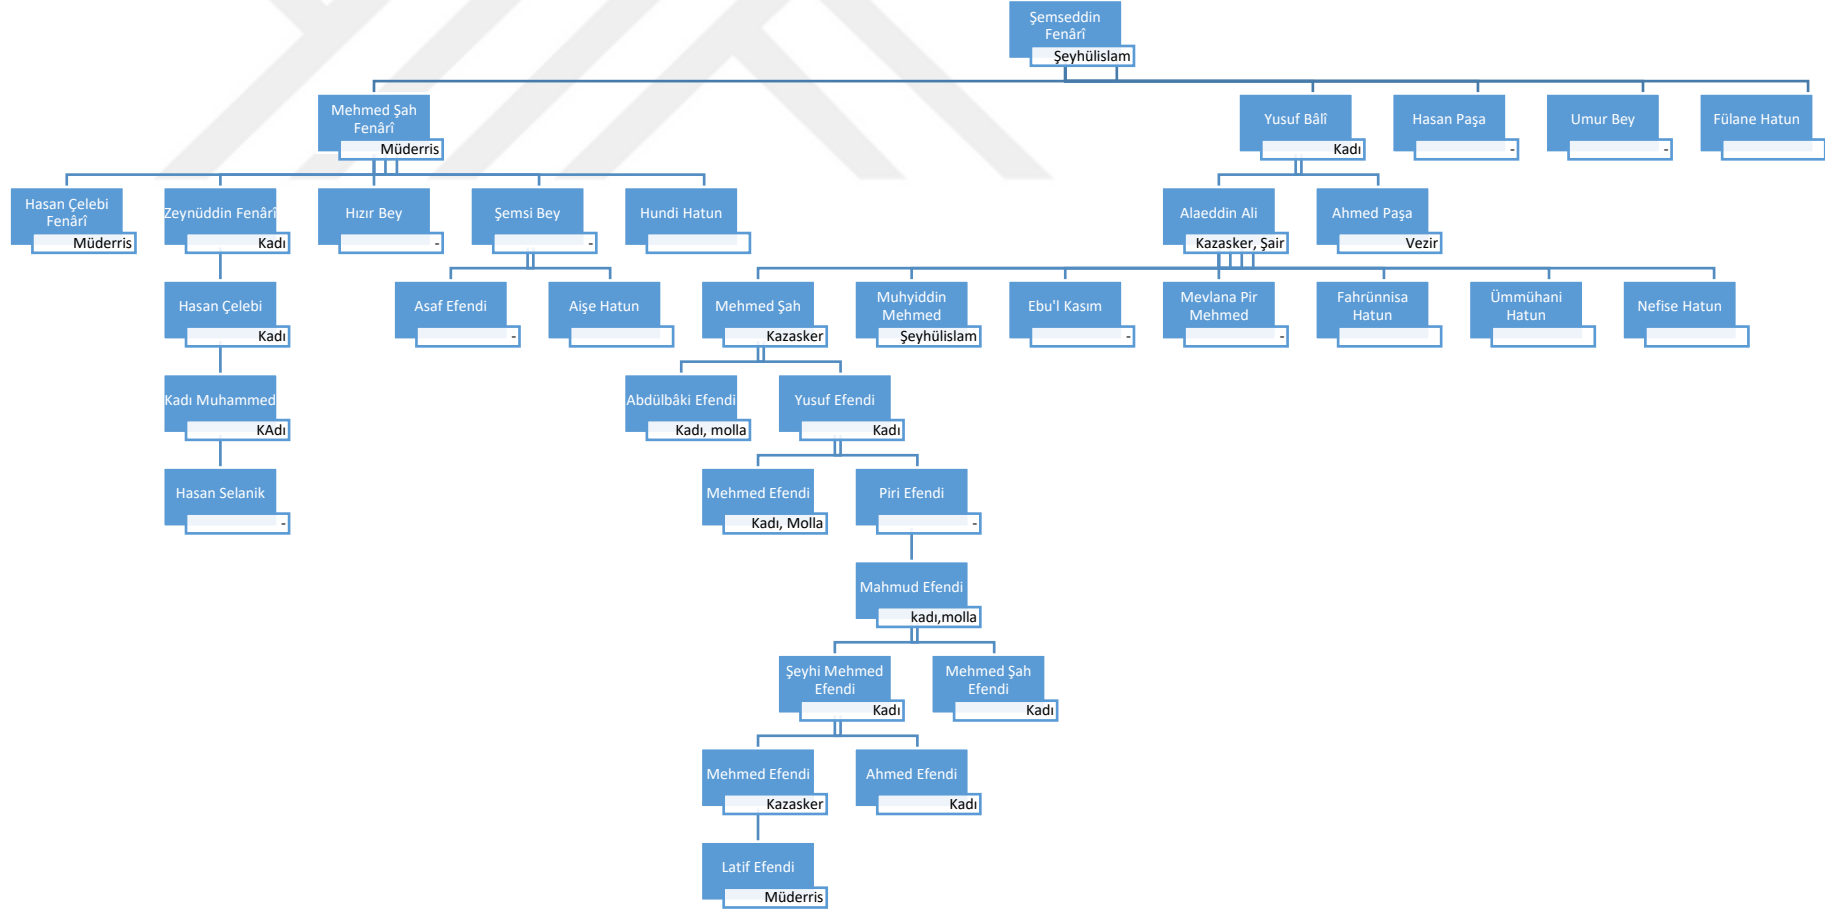 Şemseddin
Fenârî
Şeyhülislam
Mehmed Şah
Fenârî
Müderris
Yusuf Bâlî
Kadı
Hasan Paşa
-
Umur Bey
-
Fülane Hatun
Hasan Çelebi
Fenârî
Müderris
Zeynüddin Fenârî
Kadı
Hızır Bey
-
Şemsi Bey
-
Hundi Hatun
Alaeddin Ali
Kazasker, Şair
Ahmed Paşa
Vezir
Hasan Çelebi
Kadı
Asaf Efendi
-
Aişe Hatun
Mehmed Şah
Kazasker
Muhyiddin
Mehmed
Şeyhülislam
Ebu'l Kasım
-
Mevlana Pir
Mehmed
-
Fahrünnisa
Hatun
Ümmühani
Hatun
Nefise Hatun
Kadı Muhammed
KAdı
Abdülbâki Efendi
Kadı, molla
Yusuf Efendi
Kadı
Hasan Selanik
-
Mehmed Efendi
Kadı, Molla
Piri Efendi
-
Mahmud Efendi
kadı,molla
Şeyhi Mehmed
Efendi
Kadı
Mehmed Şah
Efendi
Kadı
Mehmed Efendi
Kazasker
Ahmed Efendi
Kadı
Latif Efendi
Müderris